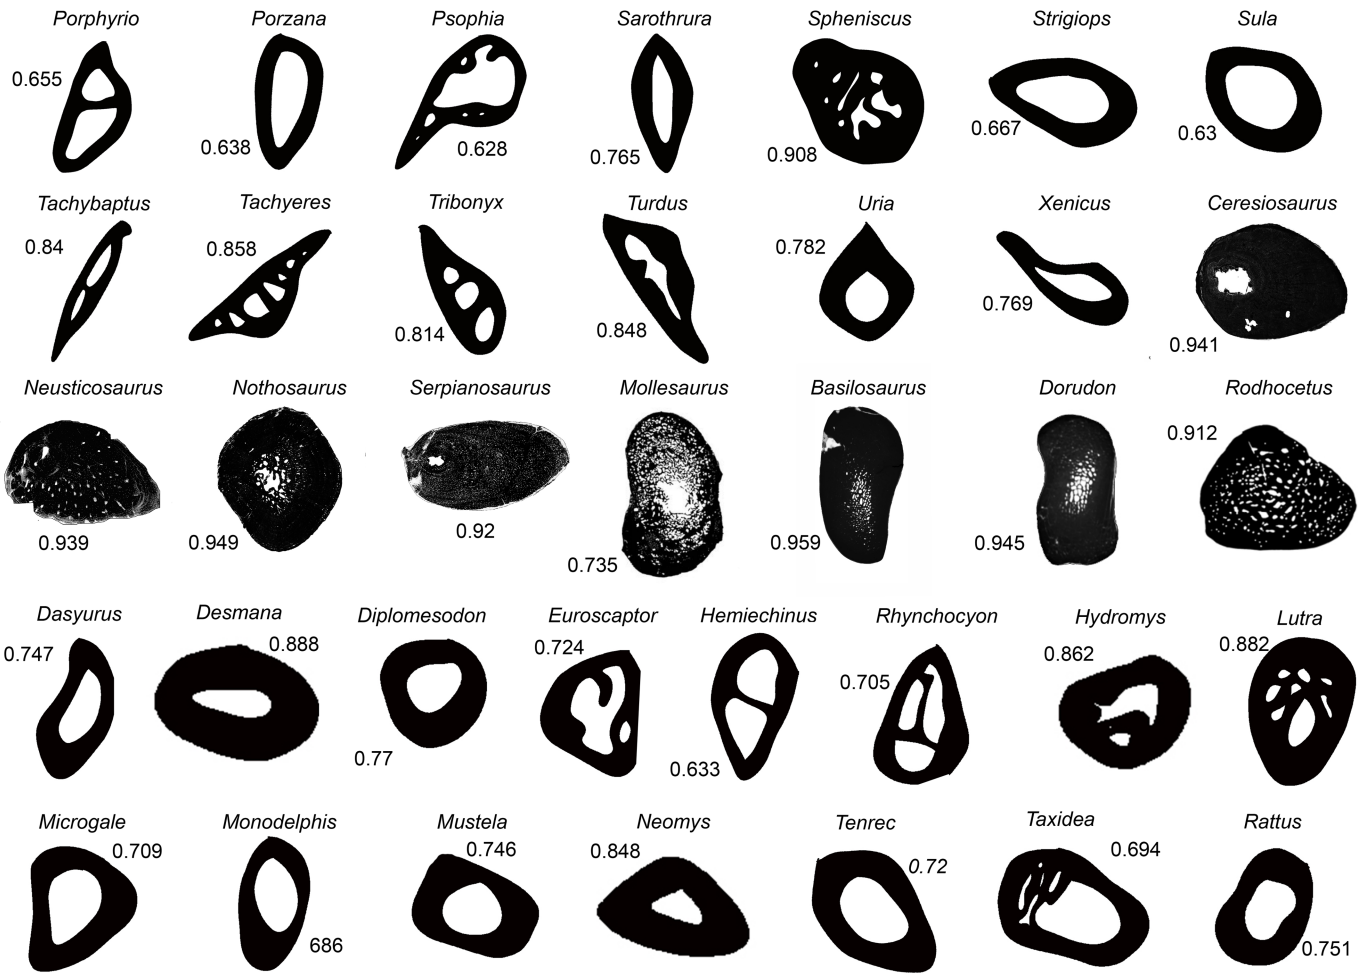 Porphyrio Porzana Psophia Sarothrura Spheniscus Strigiops Sula
0.655 0.638 0.628 0.765 0.908 0.667 0.63
Tachybaptus Tachyeres Tribonyx Turdus Uria Xenicus Ceresiosaurus
0.84 0.858 0.814 0.848 0.782 0.769 0.941
Neusticosaurus Nothosaurus Serpianosaurus Mollesaurus Basilosaurus Dorudon Rodhocetus
0.939 0.949 0.92 0.735 0.959 0.945 0.912
Dasyurus Desmana Diplomesodon Euroscaptor Hemiechinus Rhynchocyon Hydromys Lutra
0.747 0.888 0.77 0.724 0.633 0.705 0.862 0.882
Microgale Monodelphis Mustela Neomys Tenrec Taxidea Rattus
0.709 686 0.746 0.848 0.72 0.694 0.751